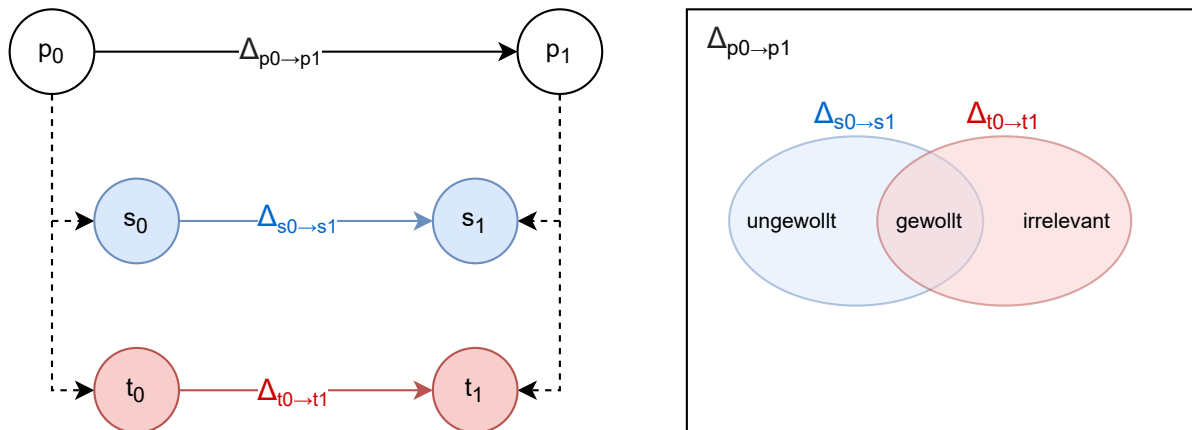 p₀
Δp0→p1
p₁
s₀
Δs0→s1
s₁
t₀
Δt0→t1
t₁
Δp0→p1
Δs0→s1
Δt0→t1
ungewollt
gewollt
irrelevant